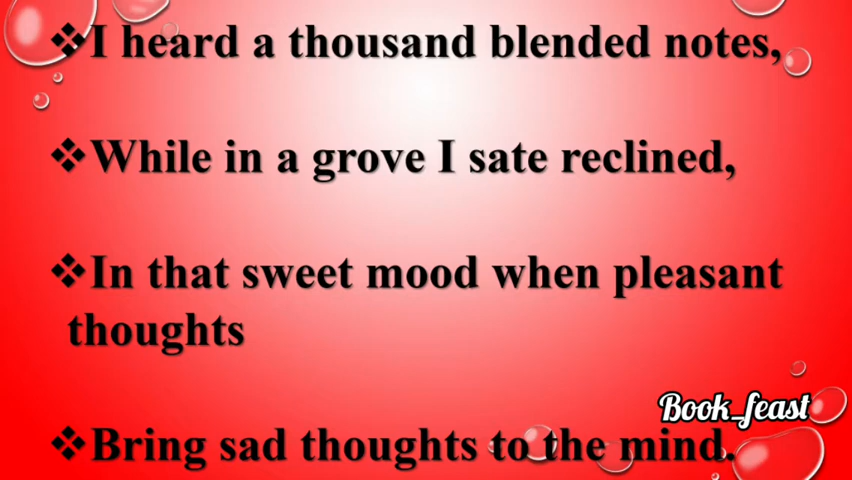 ❖I heard a thousand blended notes,
❖While in a grove I sate reclined,
❖In that sweet mood when pleasant
thoughts
Book_feast
❖Bring sad thoughts to the mind.